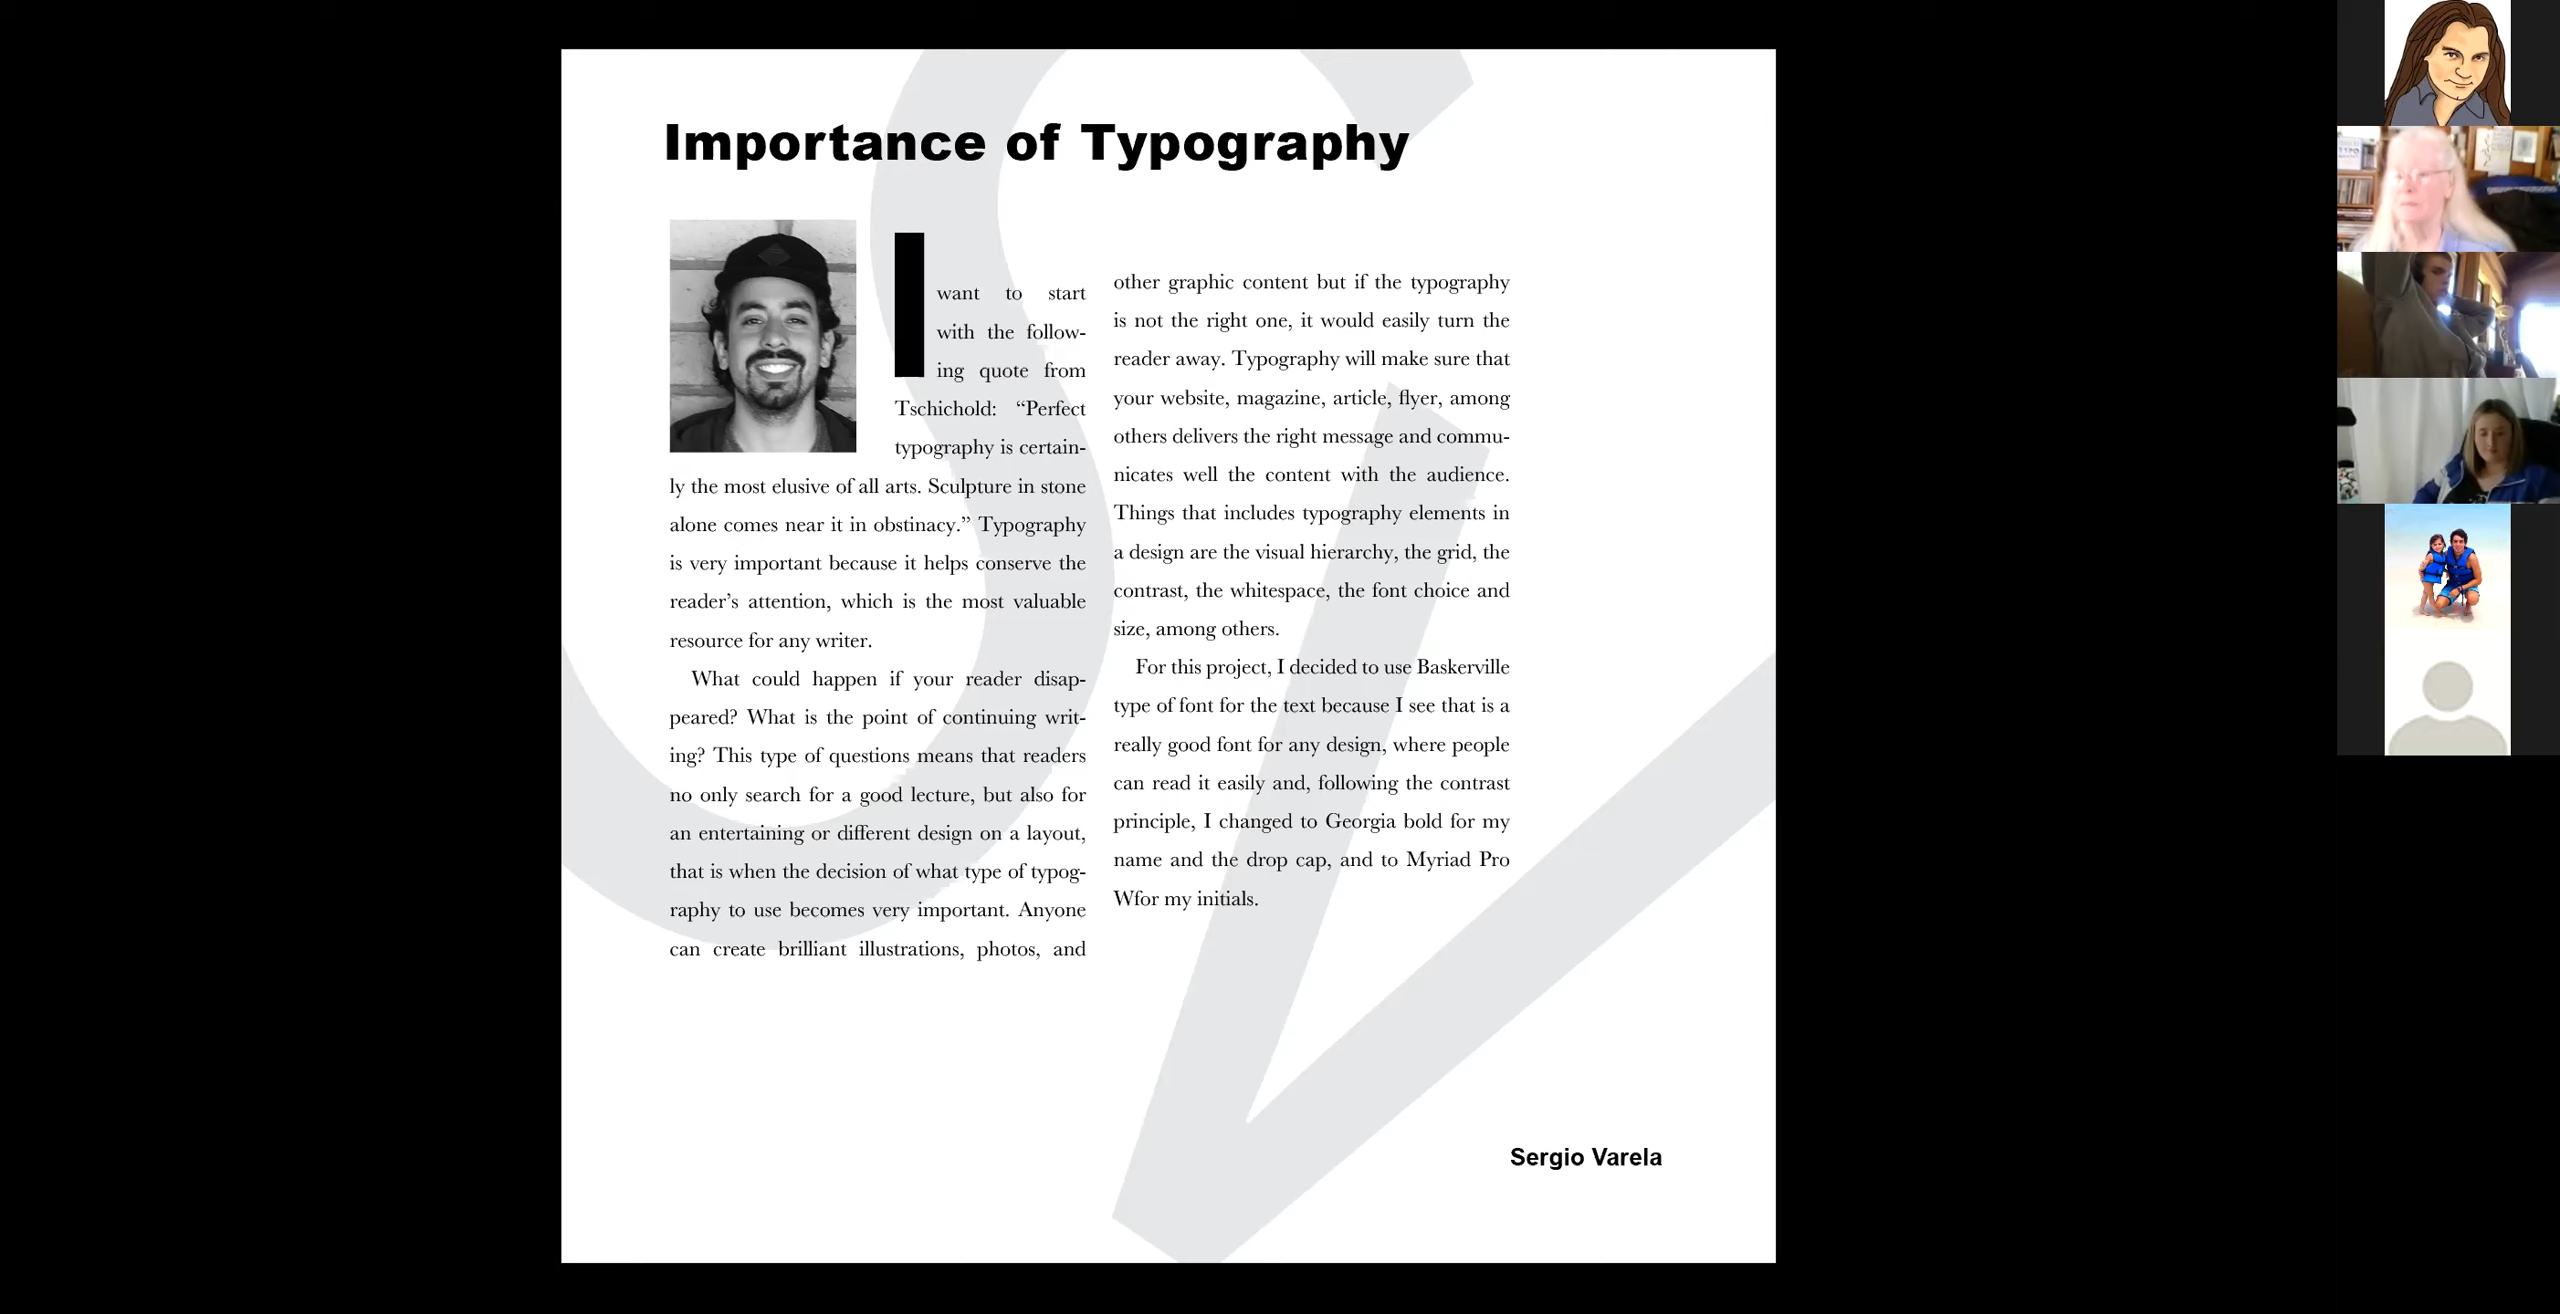 Importance of Typography
I want to start
with the follow-
ing quote from
Tschichold: “Perfect
typography is certain-
ly the most elusive of all arts. Sculpture in stone
alone comes near it in obstinacy.” Typography
is very important because it helps conserve the
reader’s attention, which is the most valuable
resource for any writer.
What could happen if your reader disap-
peared? What is the point of continuing writ-
ing? This type of questions means that readers
no only search for a good lecture, but also for
an entertaining or different design on a layout,
that is when the decision of what type of typog-
raphy to use becomes very important. Anyone
can create brilliant illustrations, photos, and
other graphic content but if the typography
is not the right one, it would easily turn the
reader away. Typography will make sure that
your website, magazine, article, flyer, among
others delivers the right message and commu-
nicates well the content with the audience.
Things that includes typography elements in
a design are the visual hierarchy, the grid, the
contrast, the whitespace, the font choice and
size, among others.
For this project, I decided to use Baskerville
type of font for the text because I see that is a
really good font for any design, where people
can read it easily and, following the contrast
principle, I changed to Georgia bold for my
name and the drop cap, and to Myriad Pro
Wfor my initials.
Sergio Varela
SV